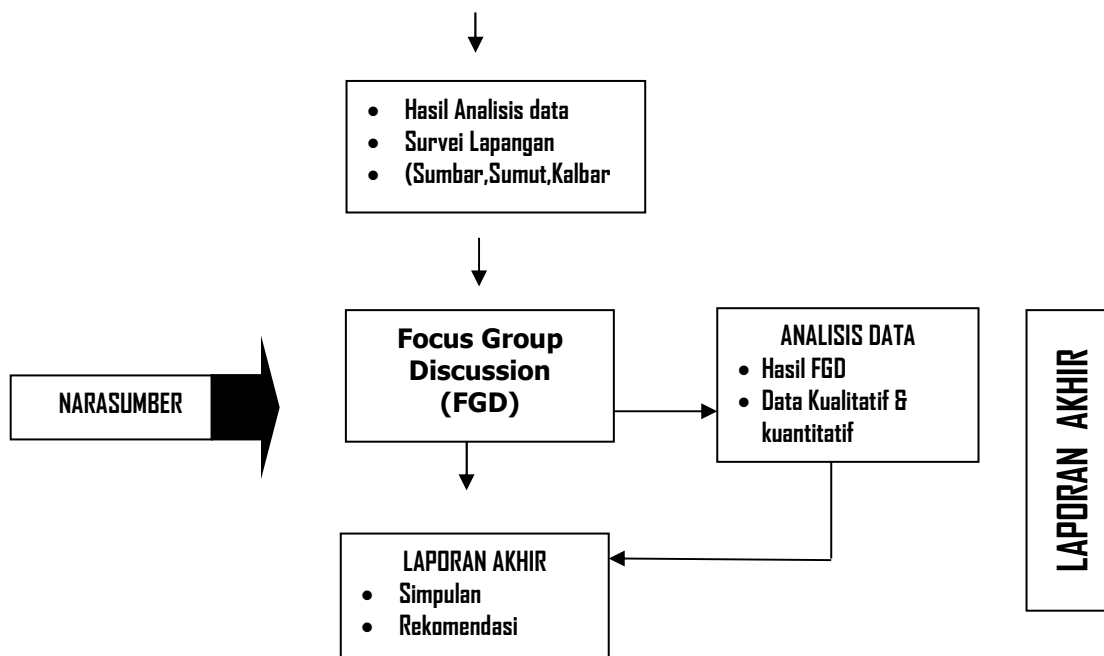 • Hasil Analisis data
• Survei Lapangan
• (Sumbar,Sumut,Kalbar
NARASUMBER
Focus Group
Discussion
(FGD)
ANALISIS DATA
• Hasil FGD
• Data Kualitatif &
kuantitatif
LAPORAN AKHIR
LAPORAN AKHIR
• Simpulan
• Rekomendasi